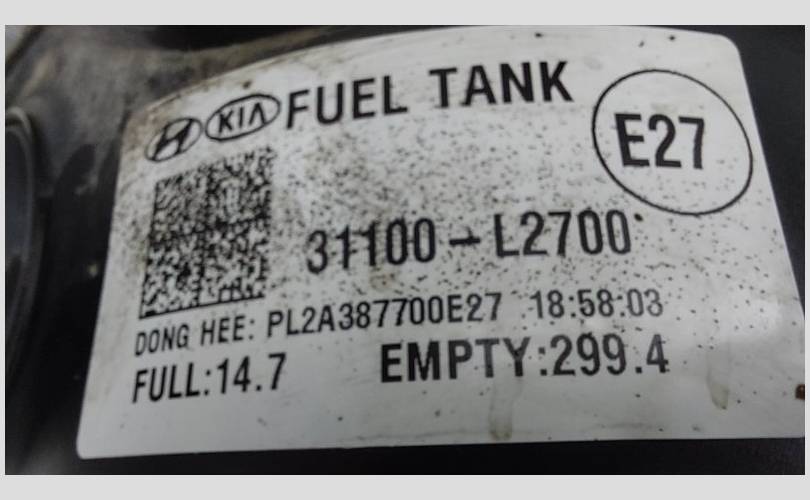 KIA FUEL TANK
E27
31100-L2700
DONG HEE: PL2A387700E27 18:58:03
FULL:14.7 EMPTY:299.4